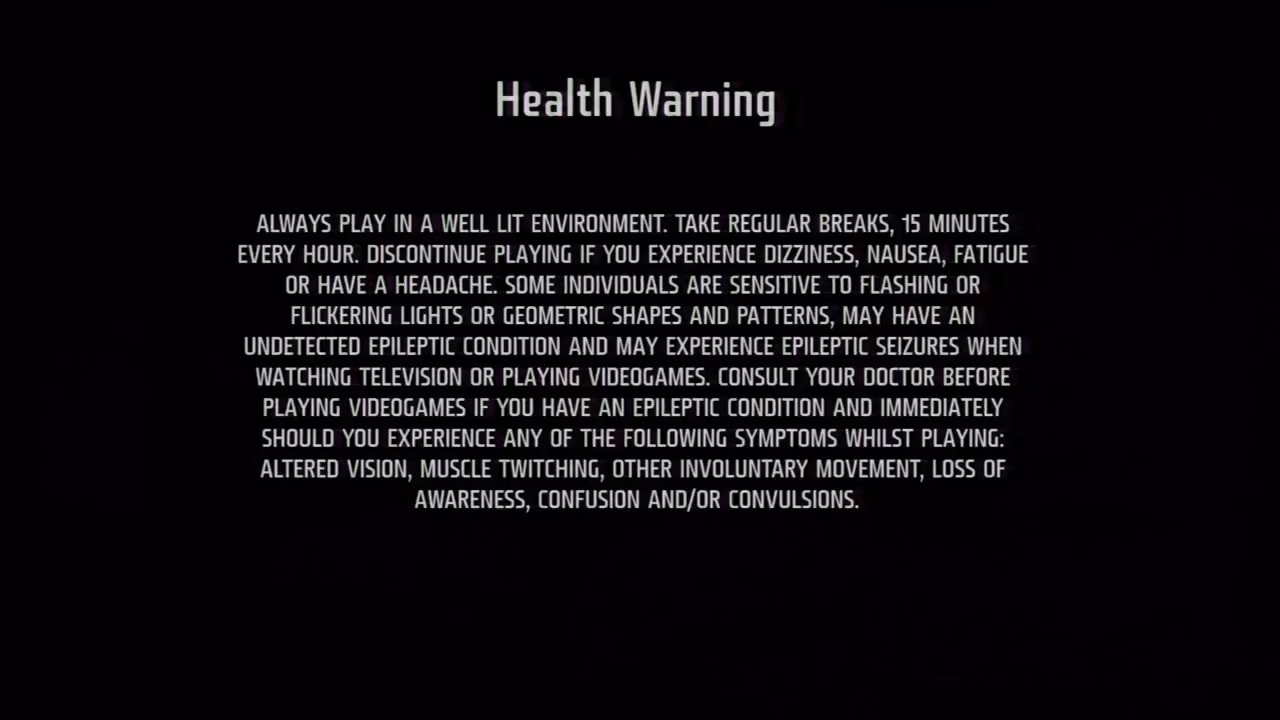 Health Warning
ALWAYS PLAY IN A WELL LIT ENVIRONMENT. TAKE REGULAR BREAKS, 15 MINUTES
EVERY HOUR. DISCONTINUE PLAYING IF YOU EXPERIENCE DIZZINESS, NAUSEA, FATIGUE
OR HAVE A HEADACHE. SOME INDIVIDUALS ARE SENSITIVE TO FLASHING OR
FLICKERING LIGHTS OR GEOMETRIC SHAPES AND PATTERNS, MAY HAVE AN
UNDETECTED EPILEPTIC CONDITION AND MAY EXPERIENCE EPILEPTIC SEIZURES WHEN
WATCHING TELEVISION OR PLAYING VIDEOGAMES. CONSULT YOUR DOCTOR BEFORE
PLAYING VIDEOGAMES IF YOU HAVE AN EPILEPTIC CONDITION AND IMMEDIATELY
SHOULD YOU EXPERIENCE ANY OF THE FOLLOWING SYMPTOMS WHILST PLAYING:
ALTERED VISION, MUSCLE TWITCHING, OTHER INVOLUNTARY MOVEMENT, LOSS OF
AWARENESS, CONFUSION AND/OR CONVULSIONS.